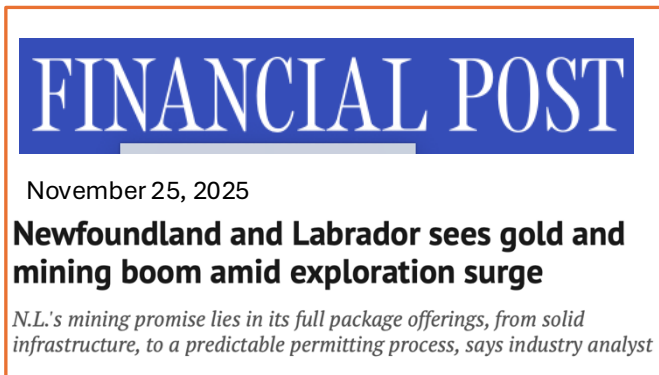 FINANCIAL POST
November 25, 2025
Newfoundland and Labrador sees gold and
mining boom amid exploration surge
N.L.'s mining promise lies in its full package offerings, from solid
infrastructure, to a predictable permitting process, says industry analyst